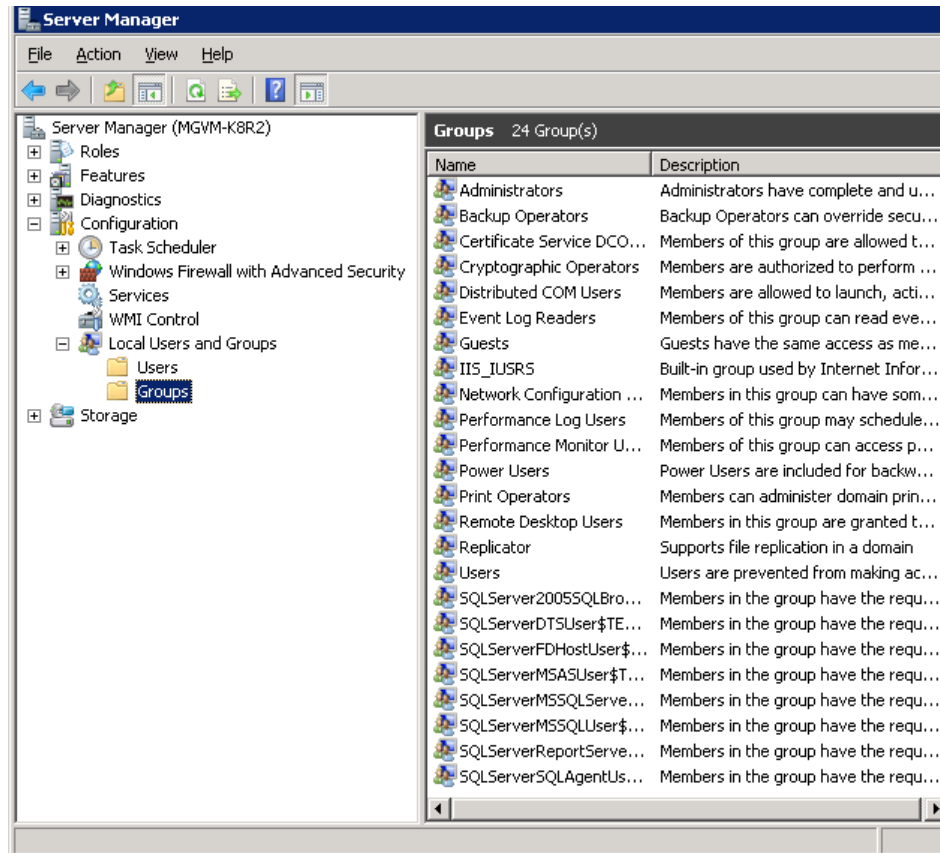 Server Manager
File Action View Help
Server Manager (MGVM-K8R2)
Roles
Features
Diagnostics
Configuration
Task Scheduler
Windows Firewall with Advanced Security
Services
WMI Control
Local Users and Groups
Users
Groups
Storage
Groups 24 Group(s)
Name Description
Administrators Administrators have complete and u...
Backup Operators Backup Operators can override secu...
Certificate Service DCO... Members of this group are allowed t...
Cryptographic Operators Members are authorized to perform ...
Distributed COM Users Members are allowed to launch, acti...
Event Log Readers Members of this group can read eve...
Guests Guests have the same access as me...
IIS_IUSRS Built-in group used by Internet Infor...
Network Configuration ... Members in this group can have som...
Performance Log Users Members of this group may schedule...
Performance Monitor U... Members of this group can access p...
Power Users Power Users are included for backw...
Print Operators Members can administer domain prin...
Remote Desktop Users Members in this group are granted t...
Replicator Supports file replication in a domain
Users Users are prevented from making ac...
SQLServer2005SQLBro... Members in the group have the requ...
SQLServerDTSUser$TE... Members in the group have the requ...
SQLServerFDHostUser$... Members in the group have the requ...
SQLServerMSASUser$T... Members in the group have the requ...
SQLServerMSSQLServe... Members in the group have the requ...
SQLServerMSSQLUser$... Members in the group have the requ...
SQLServerReportServe... Members in the group have the requ...
SQLServerSQLAgentUs... Members in the group have the requ...